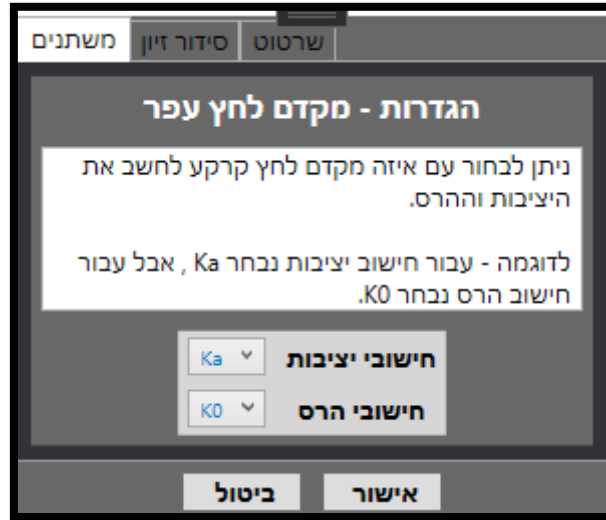 שרטוט סידור זיון משתנים
הגדרות - מקדם לחץ עפר
ניתן לבחור עם איזה מקדם לחץ קרקע לחשב את
היציבות וההרס.
לדוגמה - עבור חישוב יציבות נבחר Ka , אבל עבור
חישוב הרס נבחר K0.
חישובי יציבות Ka
חישובי הרס K0
אישור ביטול